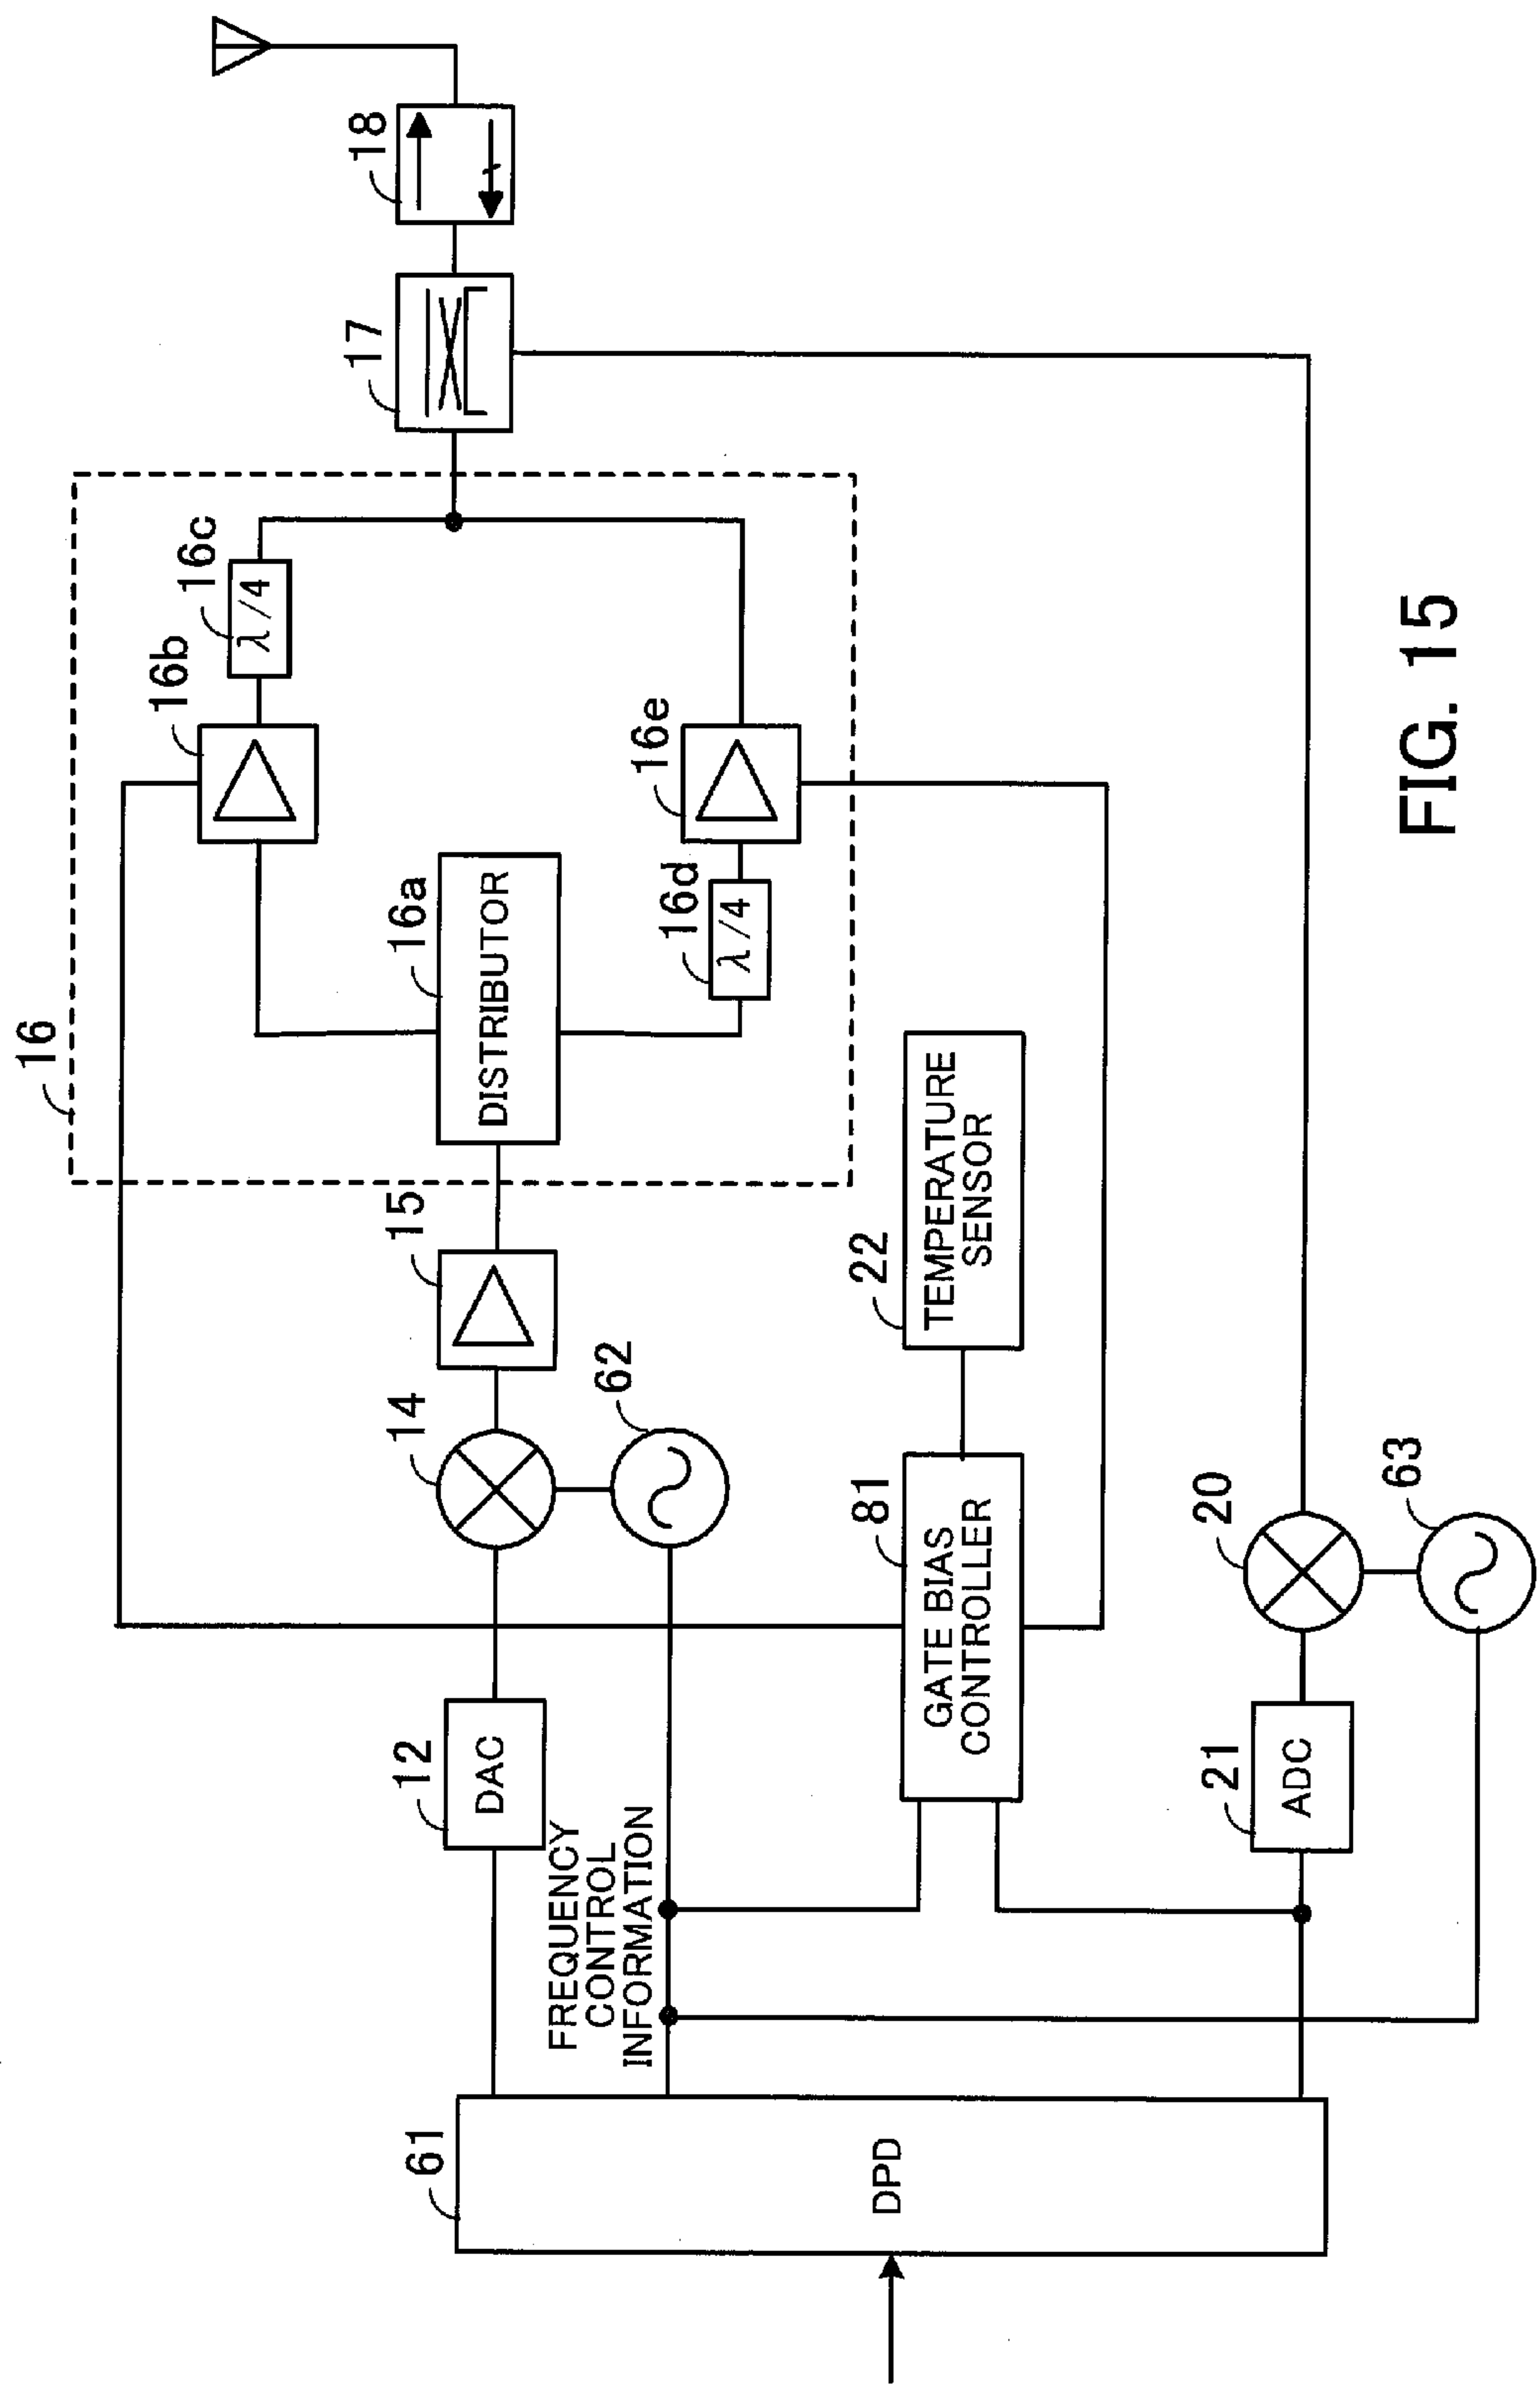 16
16b
16c
17
18
61
12
DAC
14
15
16a
DISTRIBUTOR
16d
λ/4
16e
λ/4
FREQUENCY
CONTROL
INFORMATION
62
DPD
81
GATE BIAS
CONTROLLER
22
TEMPERATURE
SENSOR
21
ADC
20
63
FIG. 15